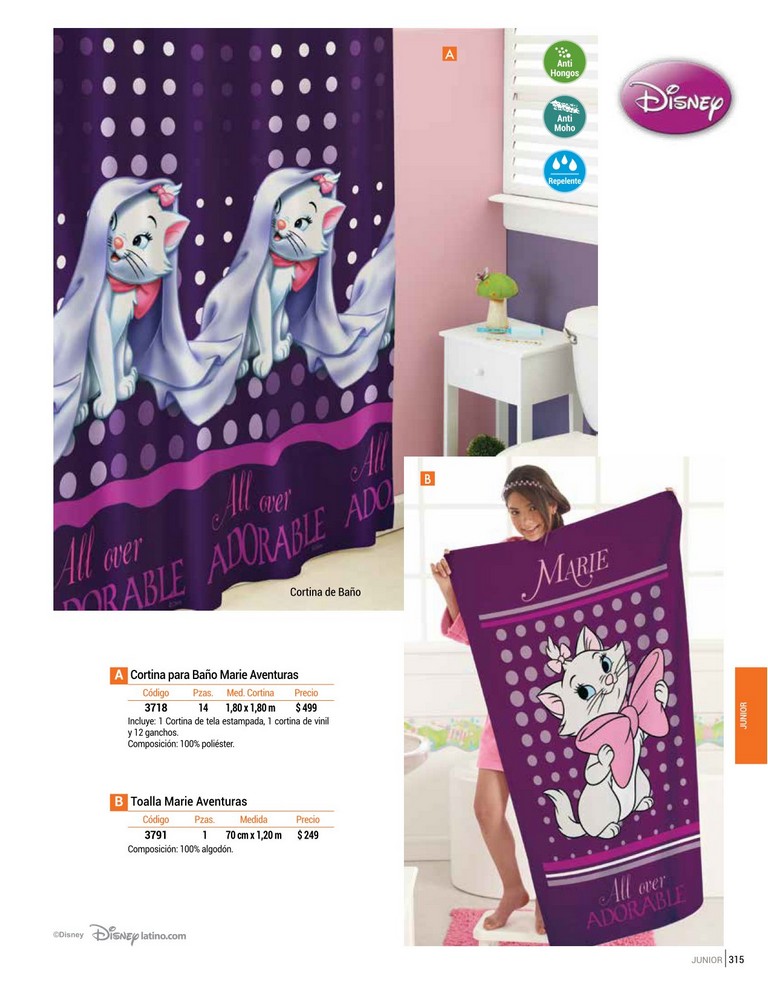 A
Anti
Hongos
Anti
Moho
Repelente
Disney
All over
ADORABLE
All over
ADORABLE
All
ADO
Cortina de Baño
B
MARIE
All over
ADORABLE
A Cortina para Baño Marie Aventuras
Código Pzas. Med. Cortina Precio
3718 14 1,80 x 1,80 m $ 499
Incluye: 1 Cortina de tela estampada, 1 cortina de vinil
y 12 ganchos.
Composición: 100% poliéster.
B Toalla Marie Aventuras
Código Pzas. Medida Precio
3791 1 70 cm x 1,20 m $ 249
Composición: 100% algodón.
JUNIOR
©Disney Disney latino.com
JUNIOR 315